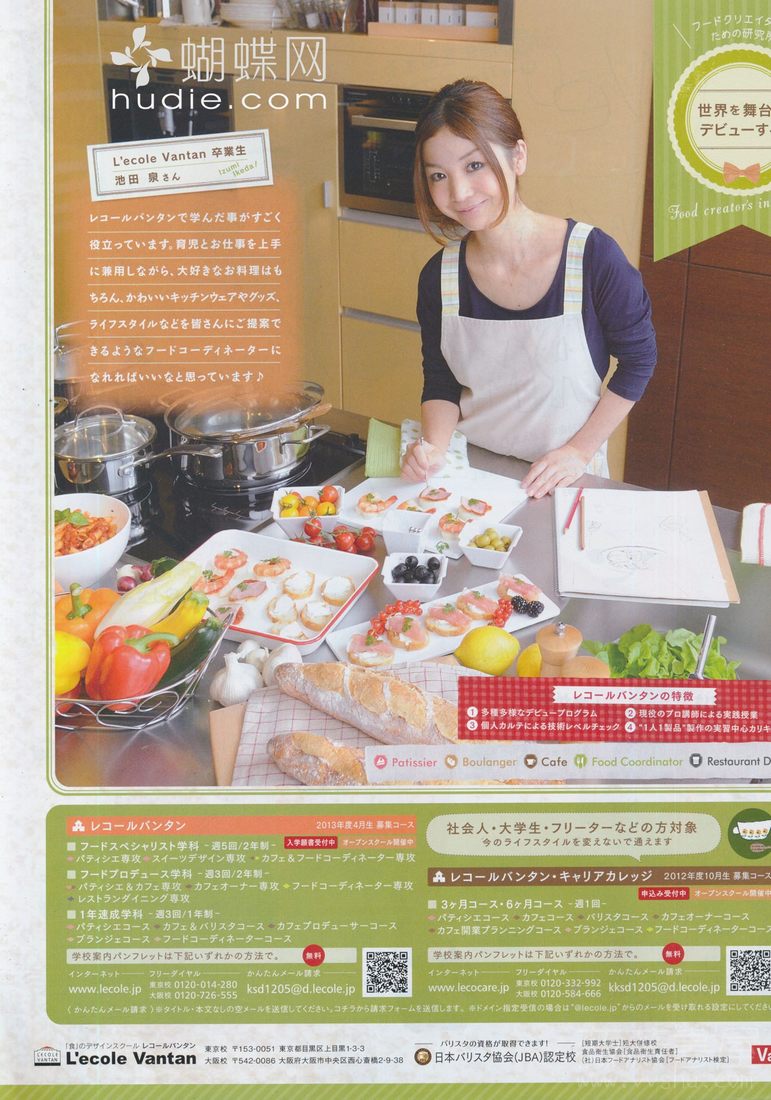 蝴蝶网
hudie.com
フードクリエイタ
ための研究所
世界を舞台
デビューす
Food creator's in
L'ecole Vantan 卒業生
池田 泉さん
Izumi Ikeda!
レコールバンタンで学んだ事がすごく
役立っています。育児とお仕事を上手
に兼用しながら、大好きなお料理はも
ちろん、かわいいキッチンウェアやグッズ、
ライフスタイルなどを皆さんにご提案で
きるようなフードコーディネーターに
なれればいいなと思っています♪
レコールバンタンの特徴
1 多種多様なデビュープログラム
2 現役のプロ講師による実践授業
3 個人カルテによる技術レベルチェック
4 "1人1製品"製作の実習中心カリキ
Patissier Boulanger Cafe Food Coordinator Restaurant D
レコールバンタン 2013年度4月生 募集コース
■フードスペシャリスト学科 -週5回/2年制- 入学願書受付中 オープンスクール開催中
◆パティシエ専攻 ◆スイーツデザイン専攻 ◆カフェ&フードコーディネーター専攻
■フードプロデュース学科 -週3回/2年制-
◆パティシエ&カフェ専攻 ◆カフェオーナー専攻 ◆フードコーディネーター専攻
◆レストランダイニング専攻
■1年速成学科 -週3回/1年制-
◆パティシエコース ◆カフェ&バリスタコース ◆カフェプロデューサーコース
◆ブランジェコース ◆フードコーディネーターコース
学校案内パンフレットは下記いずれかの方法で。 無料
インターネット フリーダイヤル かんたんメール請求
www.lecole.jp 東京校 0120-014-280 ksd1205@d.lecole.jp
大阪校 0120-726-555
社会人・大学生・フリーターなどの方対象
今のライフスタイルを変えないで通えます
レコールバンタン・キャリアカレッジ 2012年度10月生 募集コー
申込み受付中 オープンスクール開催中
■3ヶ月コース・6ヶ月コース -週1回-
◆パティシエコース ◆カフェコース ◆バリスタコース ◆カフェオーナーコース
◆カフェ開業プランニングコース ◆ブランジェコース ◆フードコーディネーターコース
学校案内パンフレットは下記いずれかの方法で。 無料
インターネット フリーダイヤル かんたんメール請求
www.lecocare.jp 東京校 0120-332-992 kksd1205@d.lecole.jp
大阪校 0120-584-666
〈かんたんメール請求〉※タイトル・本文なしの空メールを送信してください。コチラから請求フォームを送信します。 ※ドメイン指定受信の場合は"@lecole.jp"からのメールを受け取れる設定にしてくださ
「食」のデザインスクール レコールバンタン
L'ecole Vantan
東京校 〒153-0051 東京都目黒区上目黒1-3-3
大阪校 〒542-0086 大阪府大阪市中央区西心斎橋2-9-38
バリスタの資格が取得できます!
日本バリスタ協会(JBA)認定校
[短期大学士]短大併修校
食品衛生協会[食品衛生責任者]
(社)日本フードアナリスト協会[フードアナリスト検定]
Va